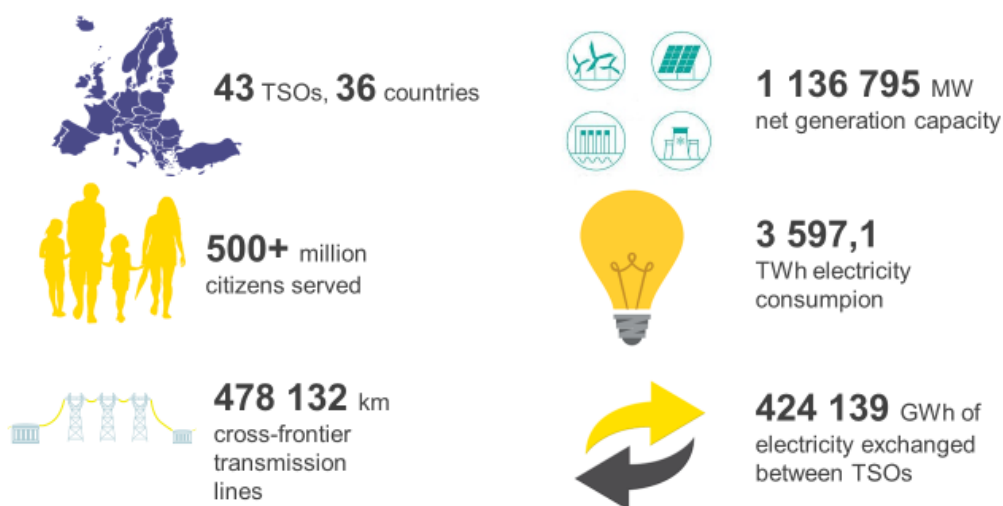 43 TSOs, 36 countries
1 136 795 MW
net generation capacity
500+ million
citizens served
3 597,1
TWh electricity
consumpion
478 132 km
cross-frontier
transmission
lines
424 139 GWh of
electricity exchanged
between TSOs